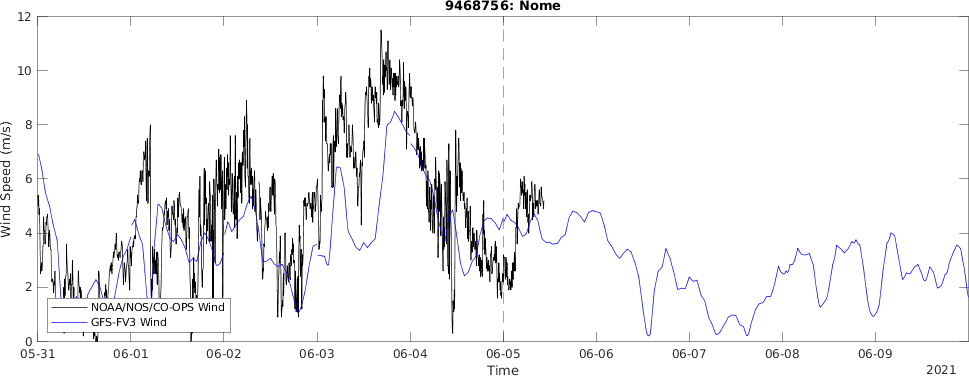 9468756: Nome
12
10
8
6
4
2
0
Wind Speed (m/s)
NOAA/NOS/CO-OPS Wind
GFS-FV3 Wind
05-31 06-01 06-02 06-03 06-04 06-05 06-06 06-07 06-08 06-09
Time
2021